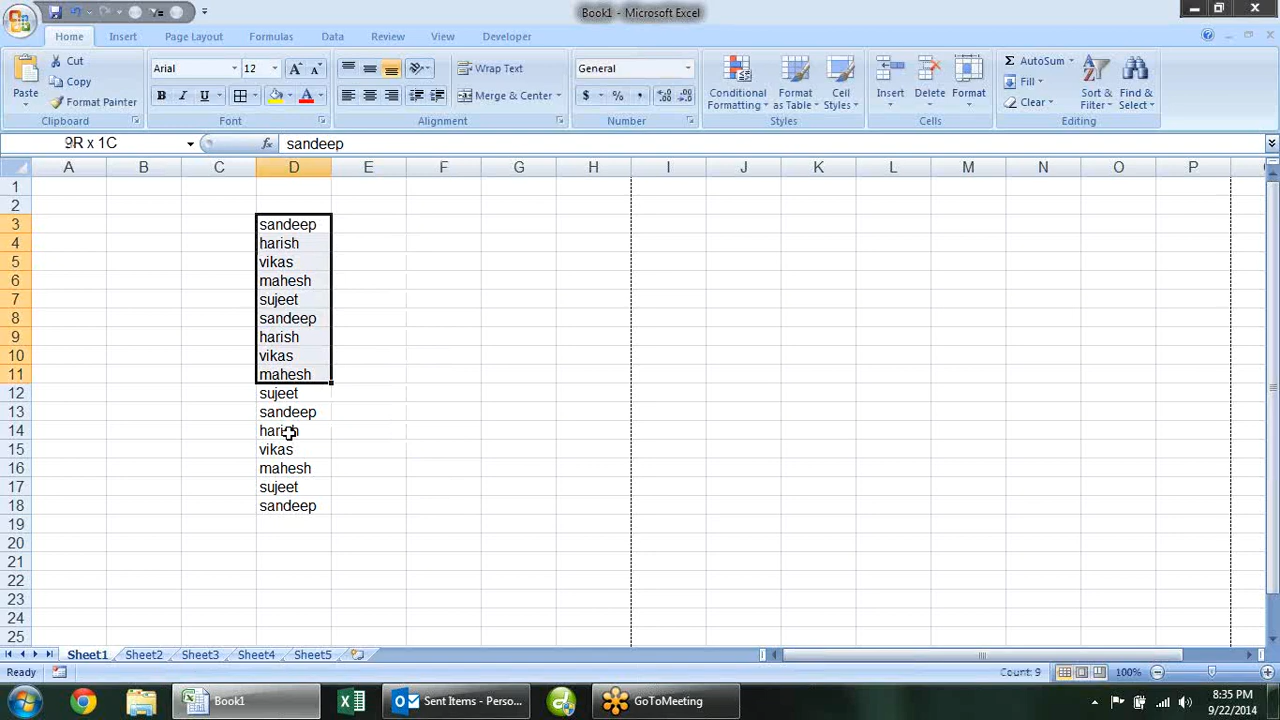 Book1 - Microsoft Excel
Home Insert Page Layout Formulas Data Review View Developer
Paste
Cut
Copy
Format Painter
Clipboard
Arial 12
B I U A
Font
Wrap Text
Merge & Center
Alignment
General
$ % ,
Number
Conditional Formatting
Format as Table
Cell Styles
Styles
Insert
Delete
Format
Cells
Σ AutoSum
Fill
Clear
Sort & Filter
Find & Select
Editing
9R x 1C fx sandeep
A B C D E F G H I J K L M N O P
1
2
3 sandeep
4 harish
5 vikas
6 mahesh
7 sujeet
8 sandeep
9 harish
10 vikas
11 mahesh
12 sujeet
13 sandeep
14 harish
15 vikas
16 mahesh
17 sujeet
18 sandeep
19
20
21
22
23
24
25
Sheet1 Sheet2 Sheet3 Sheet4 Sheet5
Ready Count: 9 100%
Book1 Sent Items - Perso... GoToMeeting 8:35 PM
9/22/2014